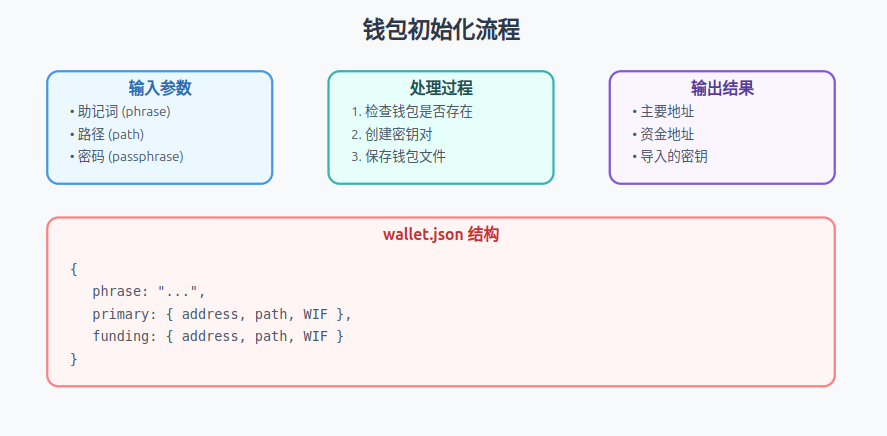 钱包初始化流程
输入参数
• 助记词 (phrase)
• 路径 (path)
• 密码 (passphrase)
处理过程
1. 检查钱包是否存在
2. 创建密钥对
3. 保存钱包文件
输出结果
• 主要地址
• 资金地址
• 导入的密钥
wallet.json 结构
{
phrase: "...",
primary: { address, path, WIF },
funding: { address, path, WIF }
}